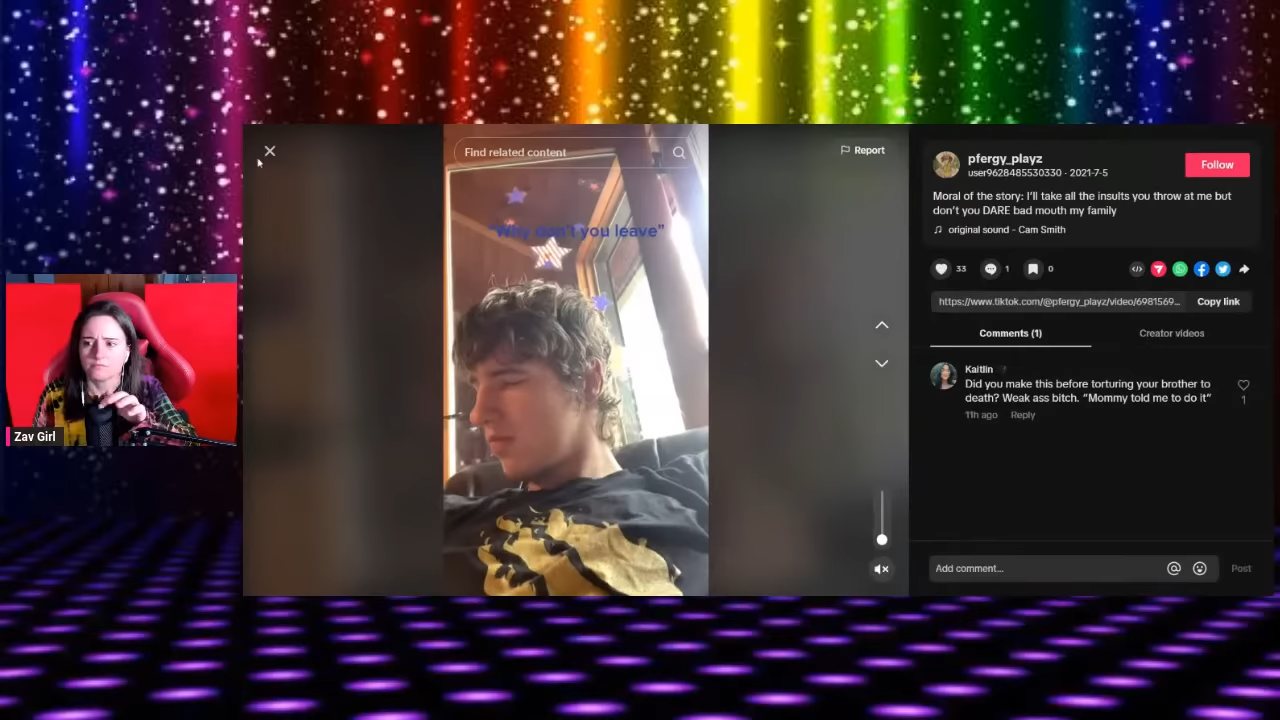 Find related content
Report
"Why don't you leave"
Zav Girl
pfergy_playz
user9628485530330 · 2021-7-5
Follow
Moral of the story: I'll take all the insults you throw at me but
don't you DARE bad mouth my family
original sound - Cam Smith
33
1
0
https://www.tiktok.com/@pfergy_playz/video/6981569...
Copy link
Comments (1)
Creator videos
Kaitlin
Did you make this before torturing your brother to
death? Weak ass bitch. "Mommy told me to do it"
1
11h ago
Reply
Add comment...
Post